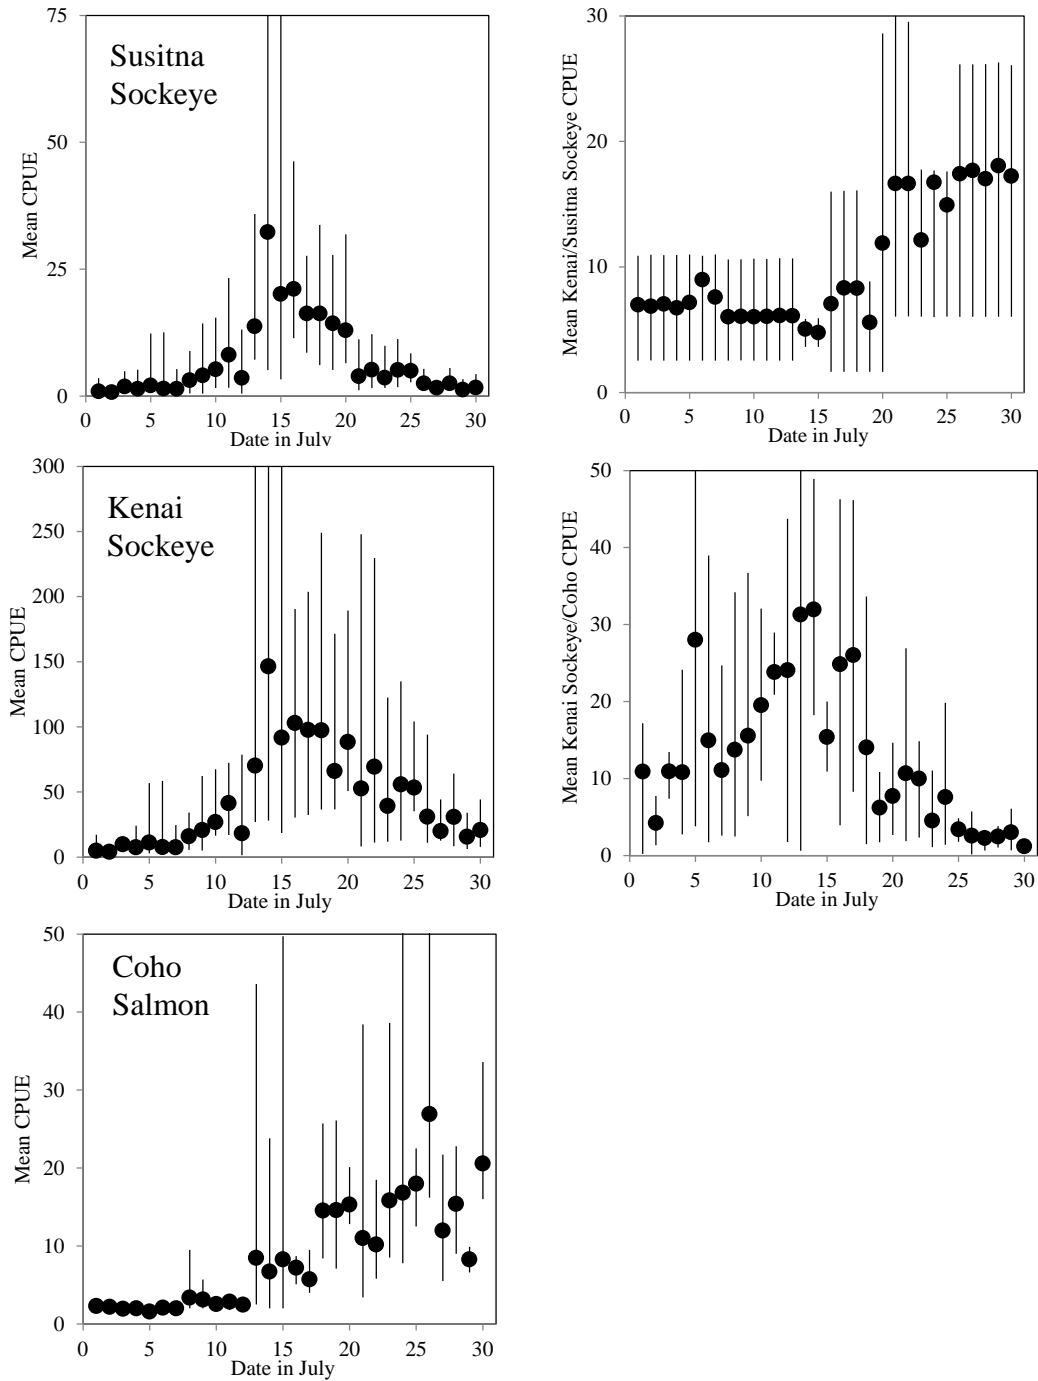 Susitna
Sockeye
Mean CPUE
75
50
25
0
0 5 10 15 20 25 30
Date in July
Mean Kenai/Susitna Sockeye CPUE
30
20
10
0
0 5 10 15 20 25 30
Date in July
Kenai
Sockeye
Mean CPUE
300
250
200
150
100
50
0
0 5 10 15 20 25 30
Date in July
Mean Kenai Sockeye/Coho CPUE
50
40
30
20
10
0
0 5 10 15 20 25 30
Date in July
Coho
Salmon
Mean CPUE
50
40
30
20
10
0
0 5 10 15 20 25 30
Date in July